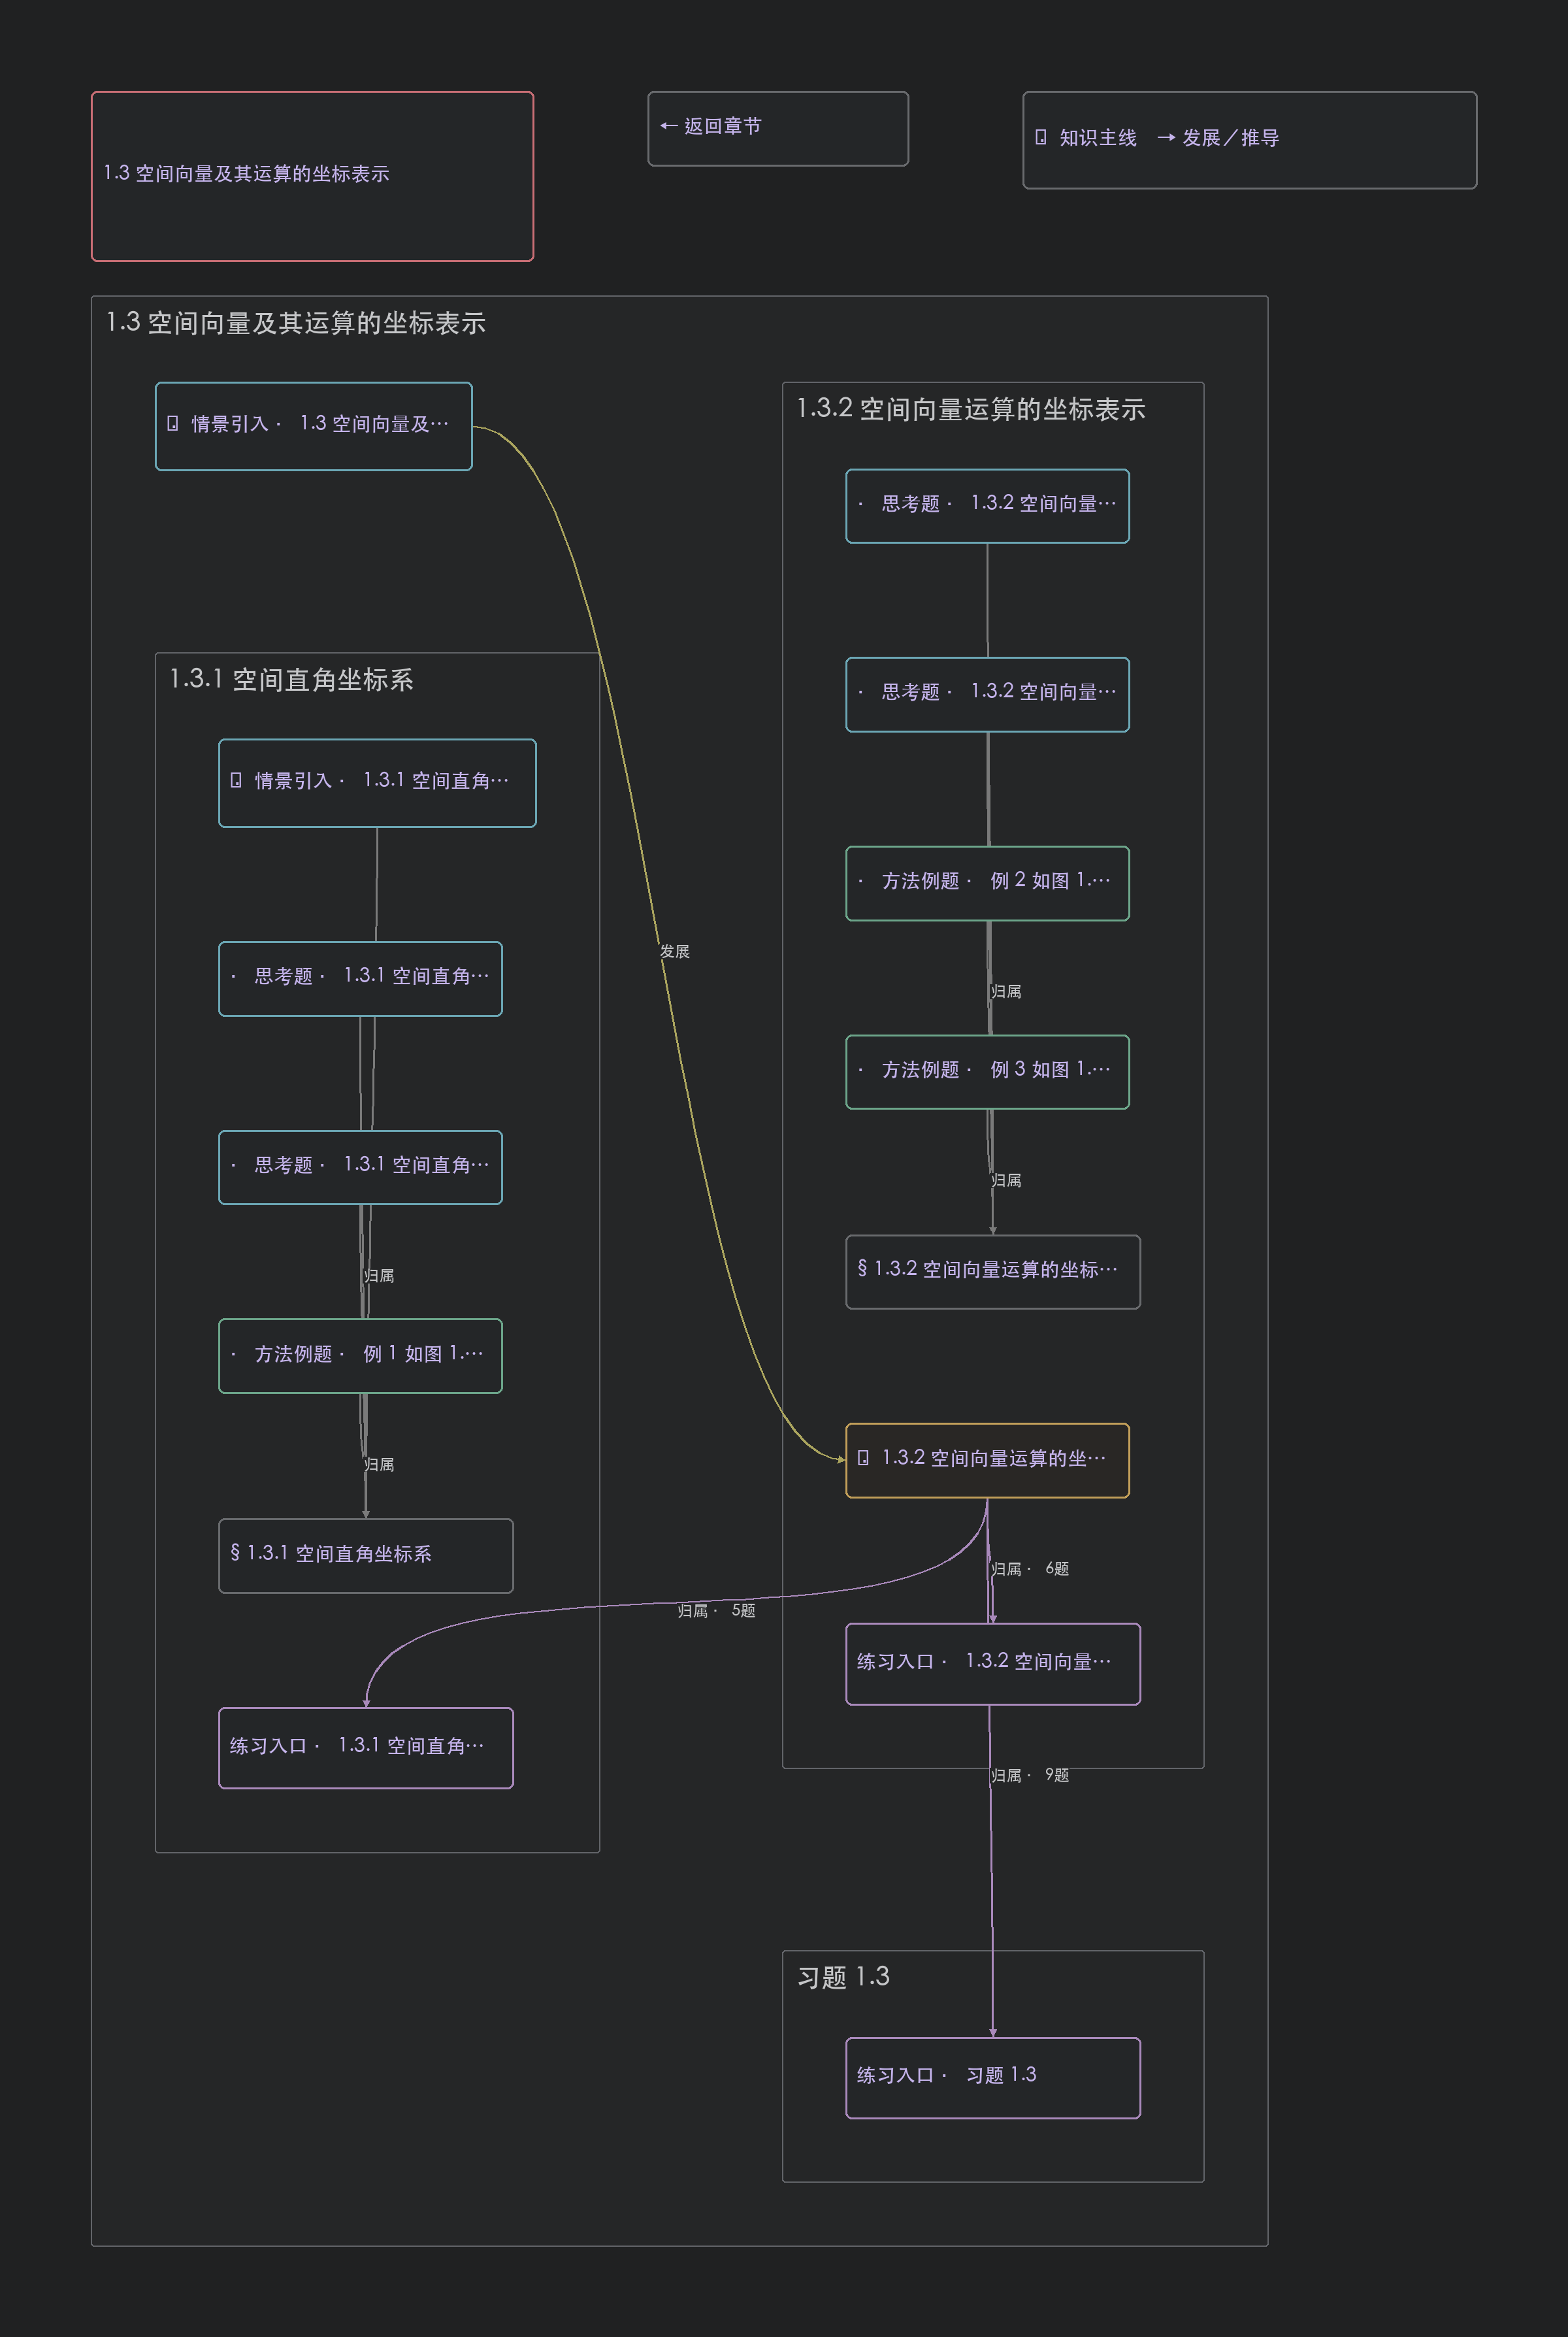 1.3 空间向量及其运算的坐标表示
← 返回章节
知识主线 → 发展／推导
1.3 空间向量及其运算的坐标表示
情景引入 · 1.3 空间向量及…
1.3.1 空间直角坐标系
情景引入 · 1.3.1 空间直角…
· 思考题 · 1.3.1 空间直角…
· 思考题 · 1.3.1 空间直角…
归属
· 方法例题 · 例 1 如图 1.…
归属
§ 1.3.1 空间直角坐标系
练习入口 · 1.3.1 空间直角…
发展
归属 · 5题
1.3.2 空间向量运算的坐标表示
· 思考题 · 1.3.2 空间向量…
· 思考题 · 1.3.2 空间向量…
· 方法例题 · 例 2 如图 1.…
归属
· 方法例题 · 例 3 如图 1.…
归属
§ 1.3.2 空间向量运算的坐标…
1.3.2 空间向量运算的坐…
归属 · 6题
练习入口 · 1.3.2 空间向量…
归属 · 9题
习题 1.3
练习入口 · 习题 1.3